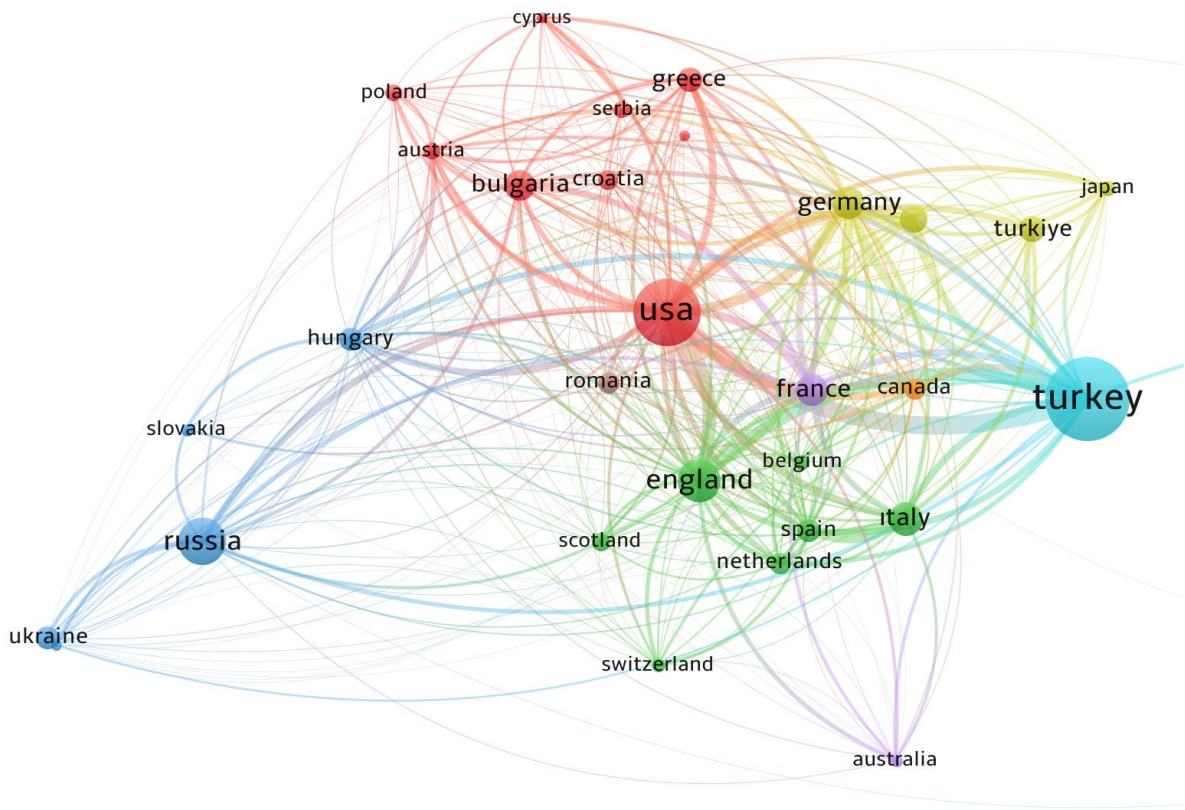 cyprus
greece
poland
serbia
austria
bulgaria
croatia
japan
germany
turkiye
usa
hungary
romania
france
canada
turkey
slovakia
belgium
england
ıtaly
spain
russia
scotland
netherlands
ukraine
switzerland
australia